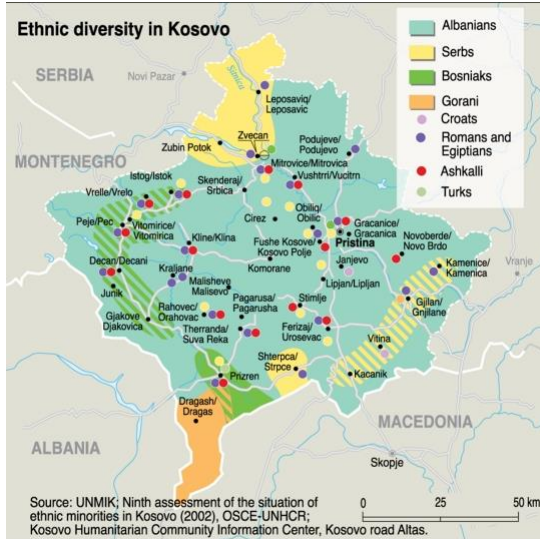 Ethnic diversity in Kosovo
Albanians
Serbs
Bosniaks
Gorani
Croats
Romans and
Egiptians
Ashkalli
Turks
SERBIA
Novi Pazar
Sitnica
Leposaviq/
Leposavic
MONTENEGRO
Zubin Potok
Zvecan
Podujeve/
Podujevo
Mitrovice/Mitrovica
Istog/Istok
Skenderaj/
Srbica
Vushtrri/Vucitrn
Vrelle/Vrelo
Peje/Pec
Vitomirice/
Vitomirica
Cirez
Obiliq/
Obilic
Gracanice/
Gracanica
Pristina
Fushe Kosove/
Kosovo Polje
Novoberde/
Novo Brdo
Kline/Klina
Komorane
Janjevo
Kamenice/
Kamenica
Vranje
Decan/Decani
Kraljane
Malisheve
Malisevo
Lipjan/Lipljan
Junik
Gjilan/
Gnjilane
Rahovec/
Orahovac
Pagarusa/
Pagarusha
Stimlje
Gjakove
Djakovica
Therranda/
Suva Reka
Ferizaj/
Urosevac
Vitina
Shterpca/
Strpce
Prizren
Kacanik
Dragash/
Dragas
MACEDONIA
ALBANIA
Skopje
Source: UNMIK; Ninth assessment of the situation of
ethnic minorities in Kosovo (2002), OSCE-UNHCR;
Kosovo Humanitarian Community Information Center, Kosovo road Altas.
0 25 50 km